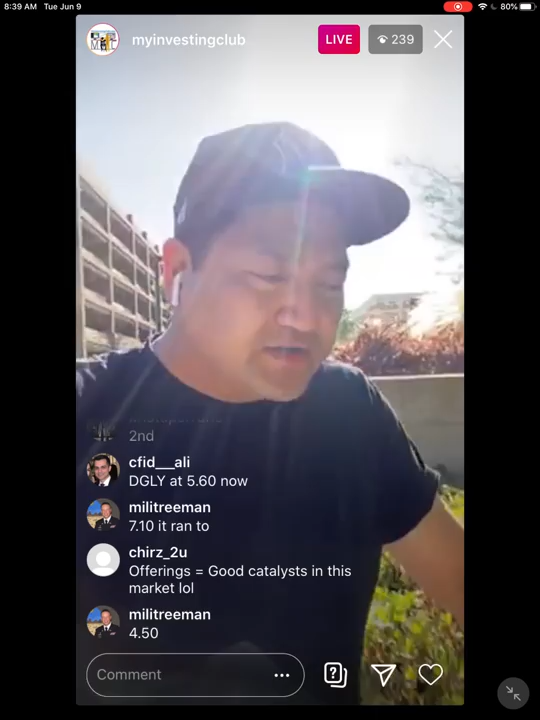 8:39 AM Tue Jun 9
80%
myinvestingclub
LIVE
239
2nd
cfid___ali
DGLY at 5.60 now
militreeman
7.10 it ran to
chirz_2u
Offerings = Good catalysts in this
market lol
militreeman
4.50
Comment